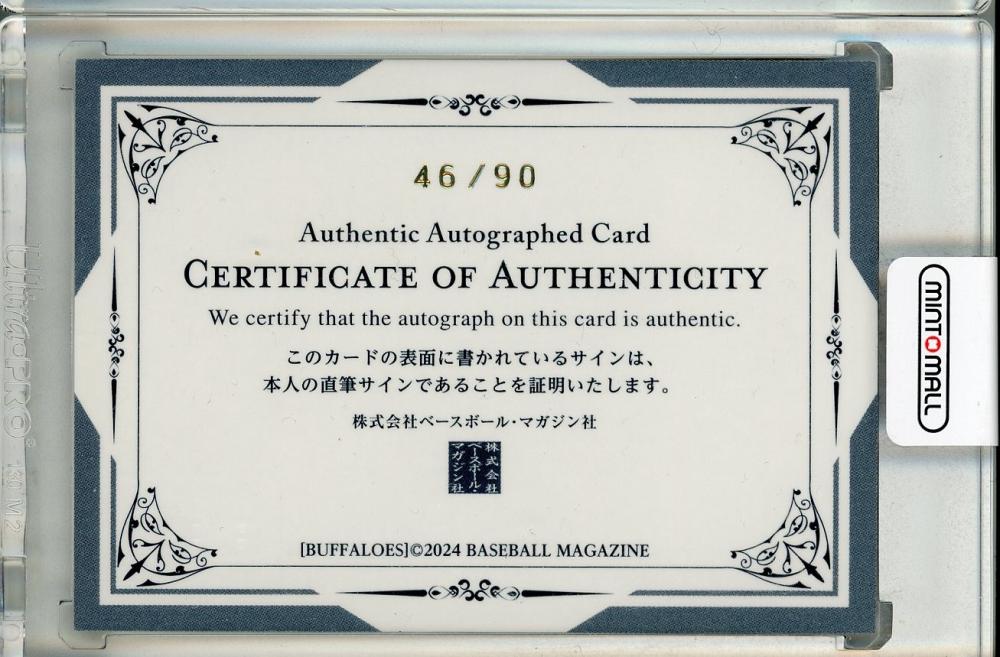 46/90
Authentic Autographed Card
CERTIFICATE OF AUTHENTICITY
We certify that the autograph on this card is authentic.
このカードの表面に書かれているサインは、
本人の直筆サインであることを証明いたします。
株式会社ベースボール・マガジン社
株式会社
ベースボール・
マガジン社
[BUFFALOES]©2024 BASEBALL MAGAZINE
MINTMALL
Ultra·PRO®